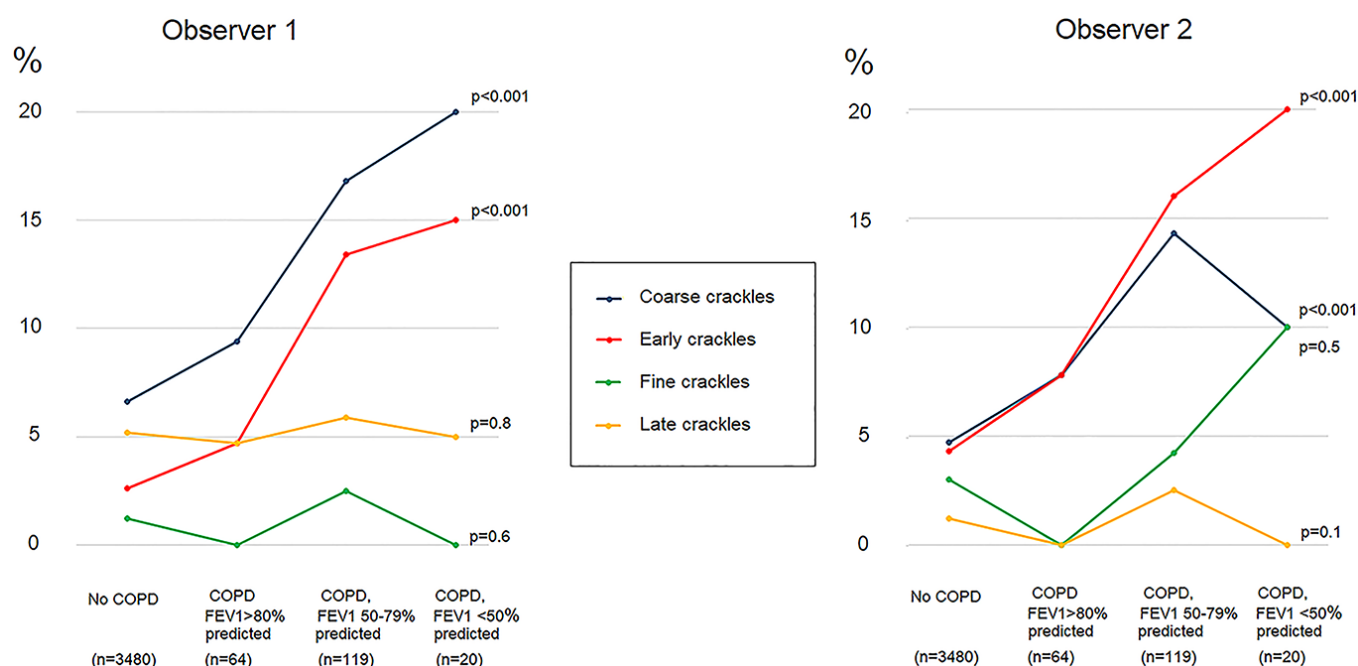 Observer 1
%
20
15
10
5
0
p<0.001
p<0.001
p=0.8
p=0.6
No COPD
(n=3480)
COPD
FEV1>80%
predicted
(n=64)
COPD,
FEV1 50-79%
predicted
(n=119)
COPD,
FEV1 <50%
predicted
(n=20)
Coarse crackles
Early crackles
Fine crackles
Late crackles
Observer 2
%
20
15
10
5
0
p<0.001
p<0.001
p=0.5
p=0.1
No COPD
(n=3480)
COPD
FEV1>80%
predicted
(n=64)
COPD,
FEV1 50-79%
predicted
(n=119)
COPD,
FEV1 <50%
predicted
(n=20)